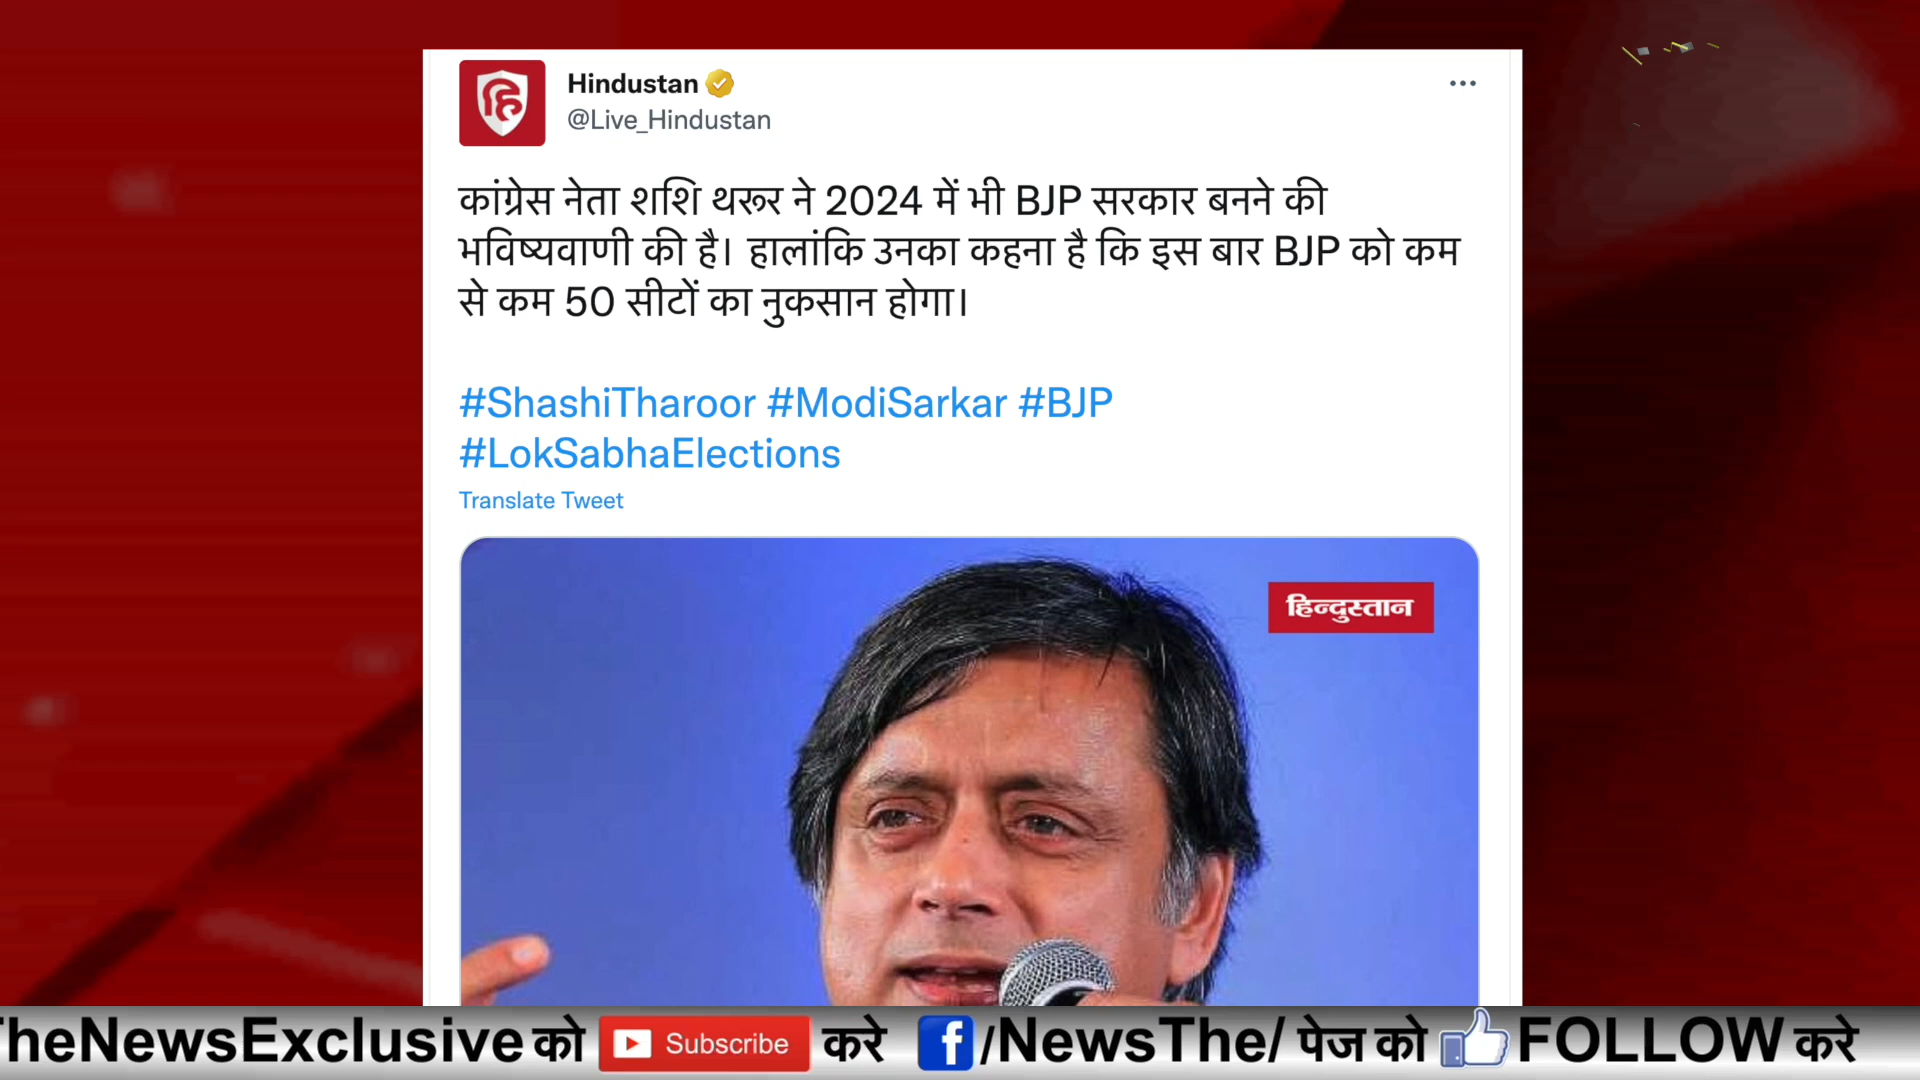 Hindustan
@Live_Hindustan
कांग्रेस नेता शशि थरूर ने 2024 में भी BJP सरकार बनने की
भविष्यवाणी की है। हालांकि उनका कहना है कि इस बार BJP को कम
से कम 50 सीटों का नुकसान होगा।
#ShashiTharoor #ModiSarkar #BJP
#LokSabhaElections
Translate Tweet
हिन्दुस्तान
TheNewsExclusive को Subscribe करे f/NewsThe/ पेज को FOLLOW करे